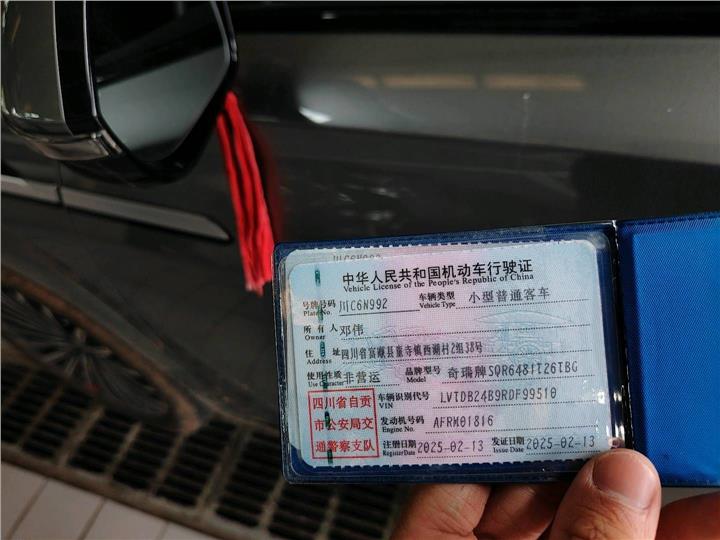 中华人民共和国机动车行驶证
Vehicle License of the People's Republic of China
号牌号码 川C6N992 车辆类型 小型普通客车
Plate No. Vehicle Type
所有人 邓伟
Owner
住址 四川省富顺县童寺镇西湖村2组38号
Address
使用性质 非营运 品牌型号 奇瑞牌SQR6481T26TBG
Use Character Model
四川省自贡
市公安局交
通警察支队
车辆识别代号 LVTDB24B9RDF99510
VIN
发动机号码 AFRM01816
Engine No.
注册日期 2025-02-13 发证日期 2025-02-13
Register Date Issue Date